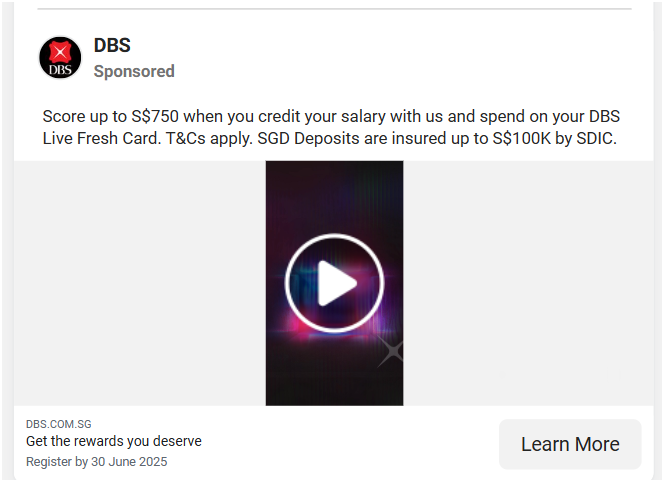 DBS
DBS
Sponsored
Score up to S$750 when you credit your salary with us and spend on your DBS
Live Fresh Card. T&Cs apply. SGD Deposits are insured up to S$100K by SDIC.
DBS.COM.SG
Get the rewards you deserve
Register by 30 June 2025
Learn More